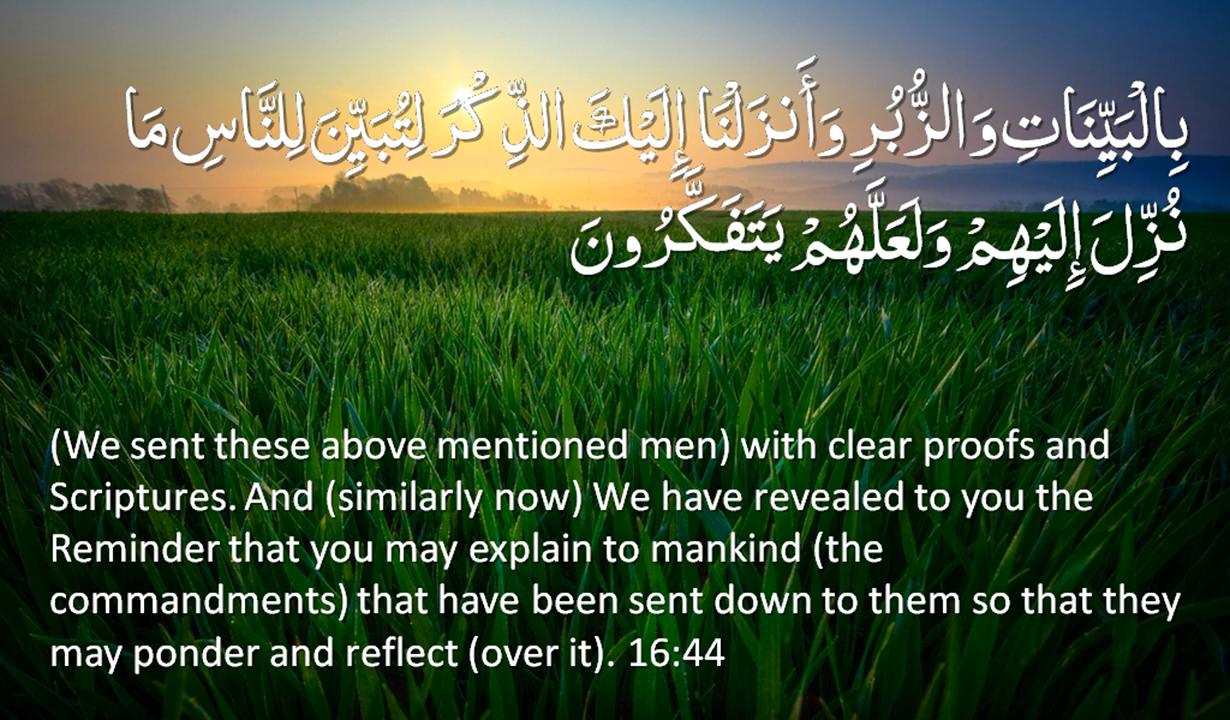 بِالْبَيِّنَاتِ وَالزُّبُرِ وَأَنزَلْنَا إِلَيْكَ الذِّكْرَ لِتُبَيِّنَ لِلنَّاسِ مَا
نُزِّلَ إِلَيْهِمْ وَلَعَلَّهُمْ يَتَفَكَّرُونَ
(We sent these above mentioned men) with clear proofs and
Scriptures. And (similarly now) We have revealed to you the
Reminder that you may explain to mankind (the
commandments) that have been sent down to them so that they
may ponder and reflect (over it). 16:44